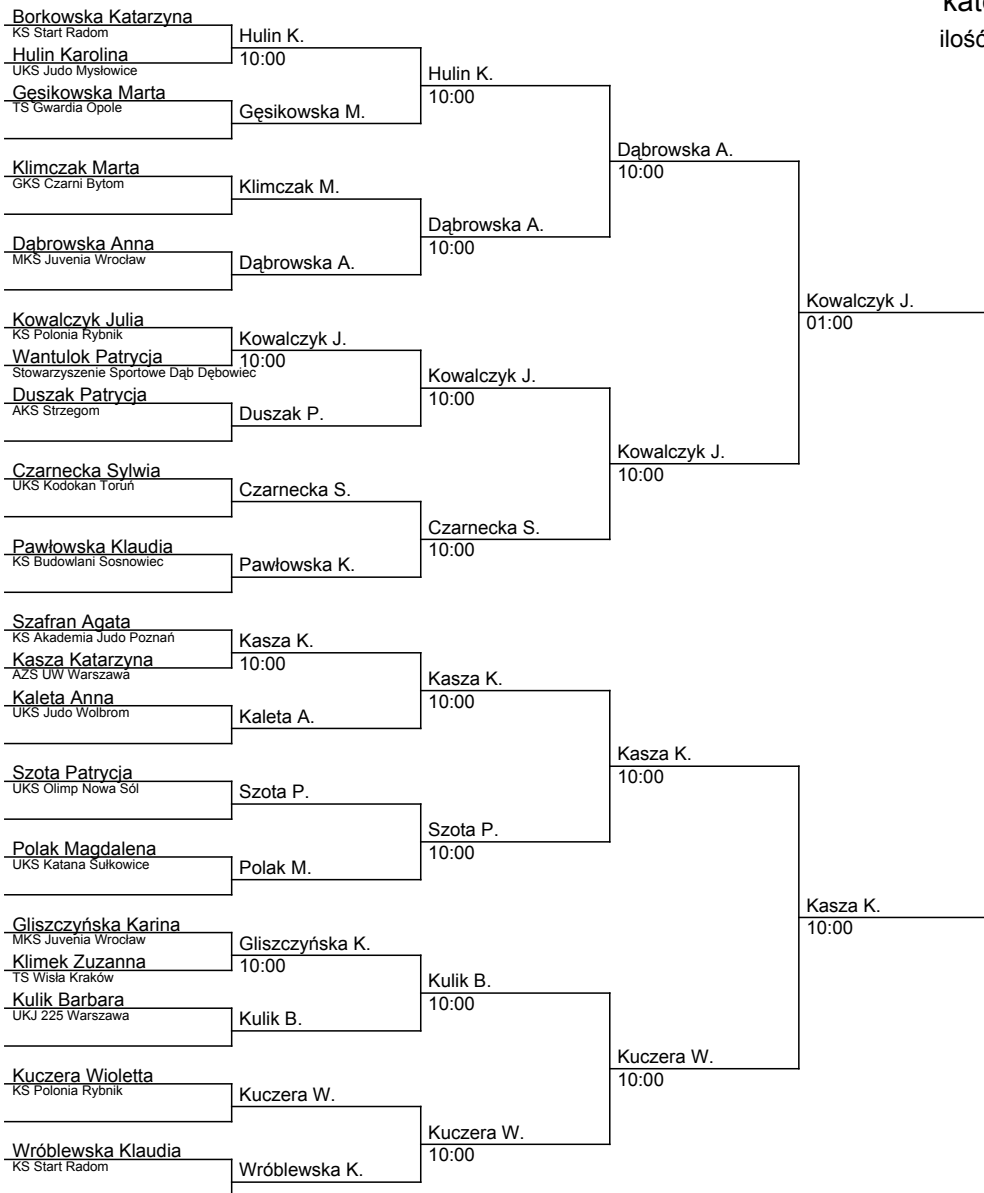 Borkowska Katarzyna
KS Start Radom
Hulin Karolina
UKS Judo Mysłowice
Gęsikowska Marta
TS Gwardia Opole
Klimczak Marta
GKS Czarni Bytom
Dąbrowska Anna
MKS Juvenia Wrocław
Kowalczyk Julia
KS Polonia Rybnik
Wantulok Patrycja
Stowarzyszenie Sportowe Dąb Dębowiec
Duszak Patrycja
AKS Strzegom
Czarnecka Sylwia
UKS Kodokan Toruń
Pawłowska Klaudia
KS Budowlani Sosnowiec
Szafran Agata
KS Akademia Judo Poznań
Kasza Katarzyna
AZS UW Warszawa
Kaleta Anna
UKS Judo Wolbrom
Szota Patrycja
UKS Olimp Nowa Sól
Polak Magdalena
UKS Katana Sułkowice
Gliszczyńska Karina
MKS Juvenia Wrocław
Klimek Zuzanna
TS Wisła Kraków
Kulik Barbara
UKJ 225 Warszawa
Kuczera Wioletta
KS Polonia Rybnik
Wróblewska Klaudia
KS Start Radom
Hulin K.
10:00
Gęsikowska M.
Klimczak M.
Dąbrowska A.
Kowalczyk J.
10:00
Duszak P.
Czarnecka S.
Pawłowska K.
Kasza K.
10:00
Kaleta A.
Szota P.
Polak M.
Gliszczyńska K.
10:00
Kulik B.
Kuczera W.
Wróblewska K.
Hulin K.
10:00
Dąbrowska A.
10:00
Kowalczyk J.
10:00
Czarnecka S.
10:00
Kasza K.
10:00
Szota P.
10:00
Kulik B.
10:00
Kuczera W.
10:00
Dąbrowska A.
10:00
Kowalczyk J.
10:00
Kasza K.
10:00
Kuczera W.
10:00
Kowalczyk J.
01:00
Kasza K.
10:00
kat
ilość